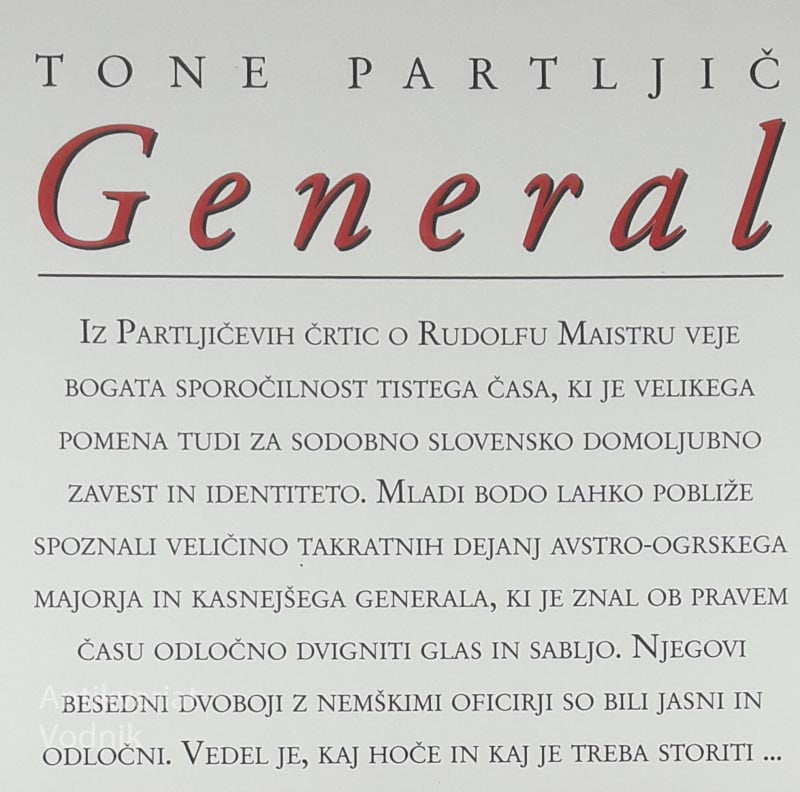 TONE PARTLJIČ
General
Iz Partljičevih črtic o Rudolfu Maistru veje
bogata sporočilnost tistega časa, ki je velikega
pomena tudi za sodobno slovensko domoljubno
zavest in identiteto. Mladi bodo lahko pobliže
spoznali veličino takratnih dejanj avstro-ogrskega
majorja in kasnejšega generala, ki je znal ob pravem
času odločno dvigniti glas in sabljo. Njegovi
besedni dvoboji z nemškimi oficirji so bili jasni in
odločni. Vedel je, kaj hoče in kaj je treba storiti ...
Antikvariat
Vodnik